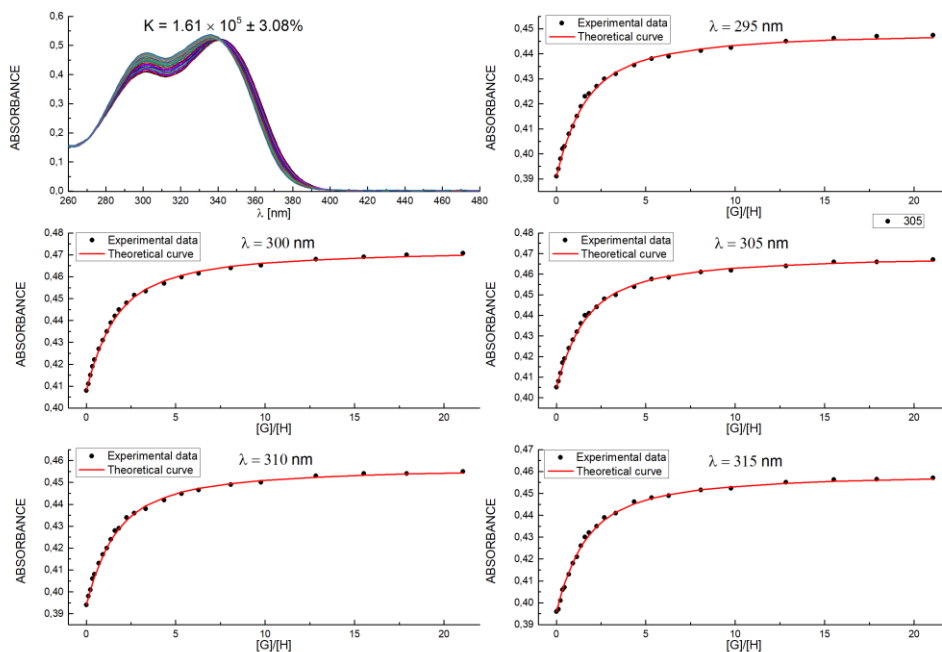 K = 1.61 × 10⁵ ± 3.08%
ABSORBANCE
0,6
0,5
0,4
0,3
0,2
0,1
0,0
260 280 300 320 340 360 380 400 420 440 460 480
λ [nm]
Experimental data
Theoretical curve
λ = 295 nm
ABSORBANCE
0,45
0,44
0,43
0,42
0,41
0,40
0,39
0 5 10 15 20
[G]/[H]
305
Experimental data
Theoretical curve
λ = 300 nm
ABSORBANCE
0,48
0,47
0,46
0,45
0,44
0,43
0,42
0,41
0,40
0 5 10 15 20
[G]/[H]
Experimental data
Theoretical curve
λ = 305 nm
ABSORBANCE
0,48
0,47
0,46
0,45
0,44
0,43
0,42
0,41
0,40
0 5 10 15 20
[G]/[H]
Experimental data
Theoretical curve
λ = 310 nm
ABSORBANCE
0,46
0,45
0,44
0,43
0,42
0,41
0,40
0,39
0 5 10 15 20
[G]/[H]
Experimental data
Theoretical curve
λ = 315 nm
ABSORBANCE
0,47
0,46
0,45
0,44
0,43
0,42
0,41
0,40
0,39
0 5 10 15 20
[G]/[H]